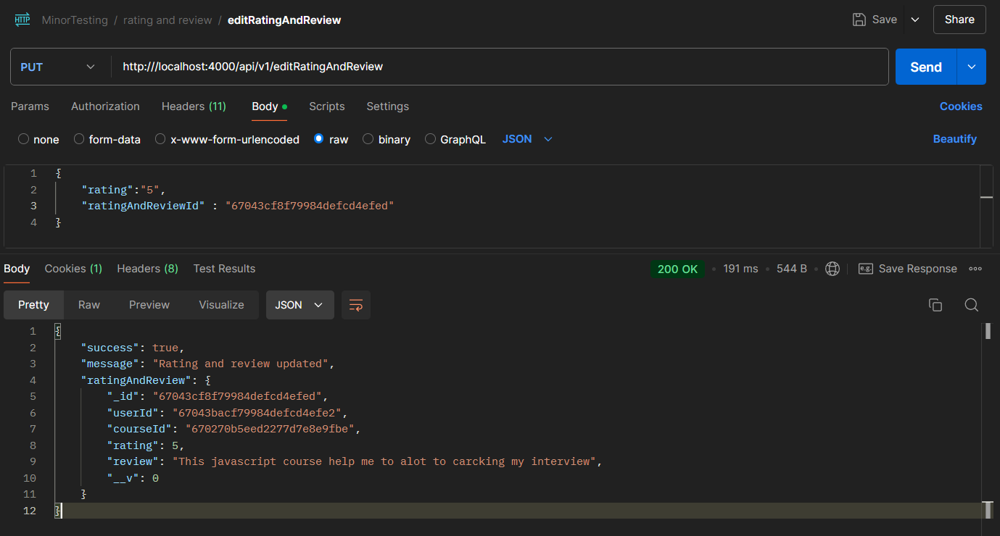 HTTP MinorTesting / rating and review / editRatingAndReview Save Share
PUT http:///localhost:4000/api/v1/editRatingAndReview Send
Params Authorization Headers (11) Body Scripts Settings Cookies
none form-data x-www-form-urlencoded raw binary GraphQL JSON Beautify
1 {
2 "rating":"5",
3 "ratingAndReviewId" : "67043cf8f79984defcd4efed"
4 }
Body Cookies (1) Headers (8) Test Results 200 OK 191 ms 544 B e.g. Save Response
Pretty Raw Preview Visualize JSON
1 {
2 "success": true,
3 "message": "Rating and review updated",
4 "ratingAndReview": {
5 "_id": "67043cf8f79984defcd4efed",
6 "userId": "67043bacf79984defcd4efe2",
7 "courseId": "670270b5eed2277d7e8e9fbe",
8 "rating": 5,
9 "review": "This javascript course help me to alot to carcking my interview",
10 "__v": 0
11 }
12 }